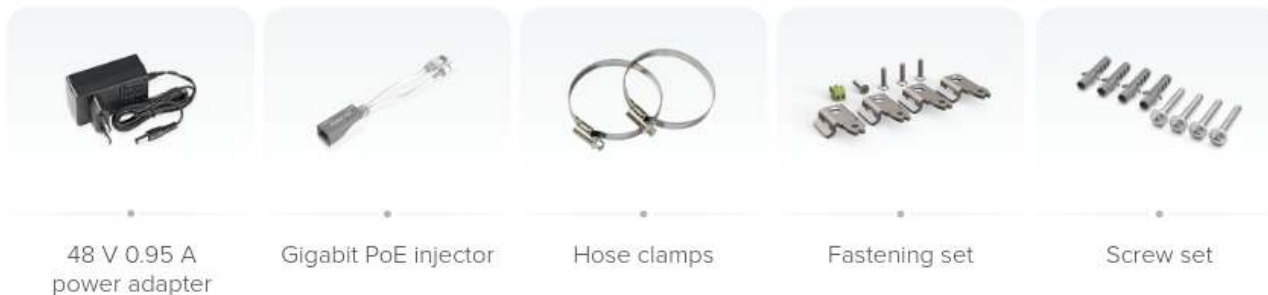 48 V 0.95 A
power adapter
Gigabit PoE injector
Hose clamps
Fastening set
Screw set